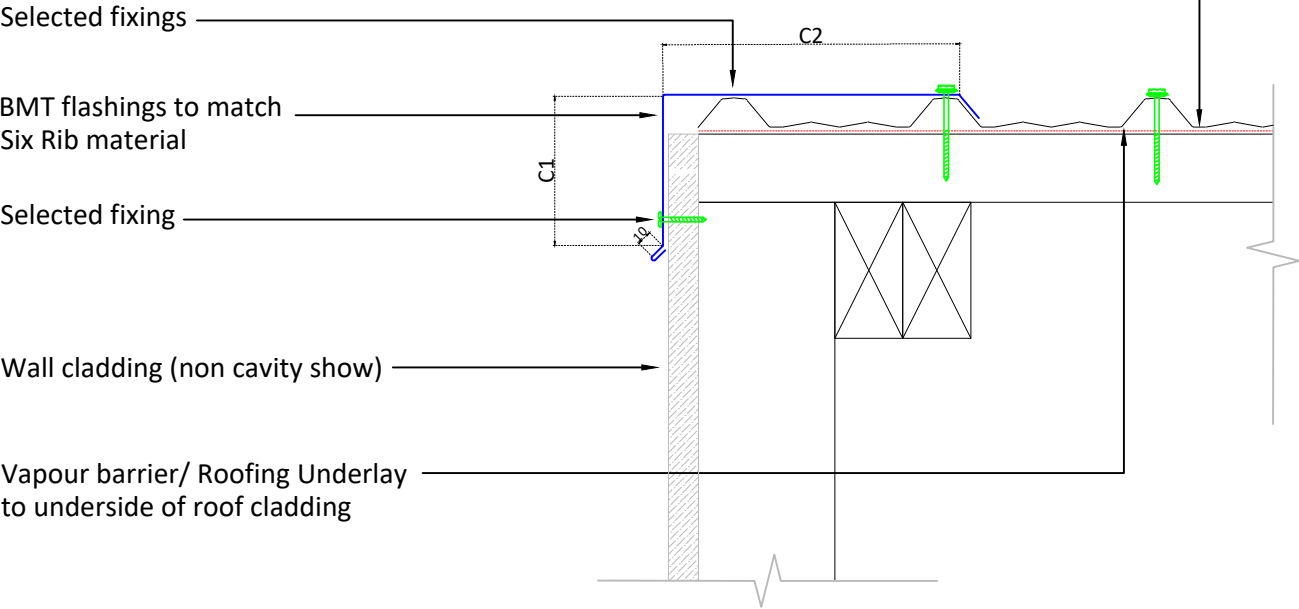 Selected fixings
C2
BMT flashings to match
Six Rib material
C1
Selected fixing
10
Wall cladding (non cavity show)
Vapour barrier/ Roofing Underlay
to underside of roof cladding